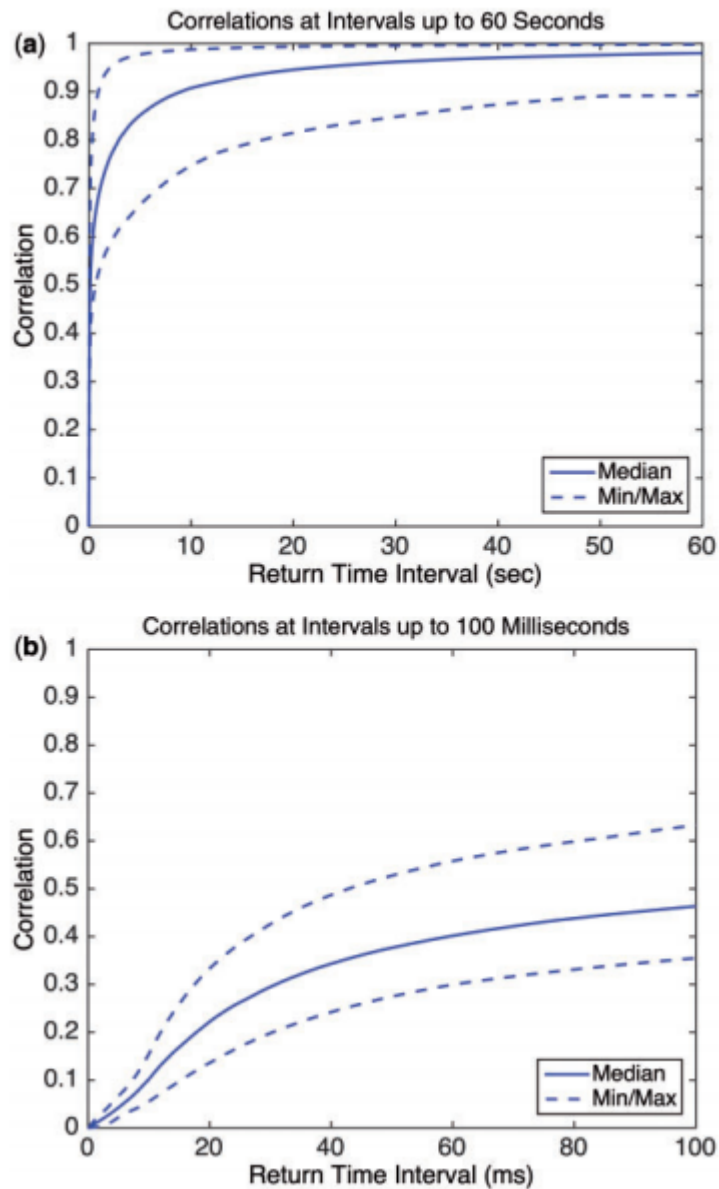 (a)
Correlations at Intervals up to 60 Seconds
1
0.9
0.8
0.7
0.6
0.5
0.4
0.3
0.2
0.1
0
Correlation
Median
Min/Max
0 10 20 30 40 50 60
Return Time Interval (sec)
Correlations at Intervals up to 100 Milliseconds
(b)
1
0.9
0.8
0.7
0.6
0.5
0.4
0.3
0.2
0.1
0
Correlation
Median
Min/Max
0 20 40 60 80 100
Return Time Interval (ms)